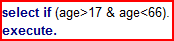 select if (age>17 & age<66).
execute.